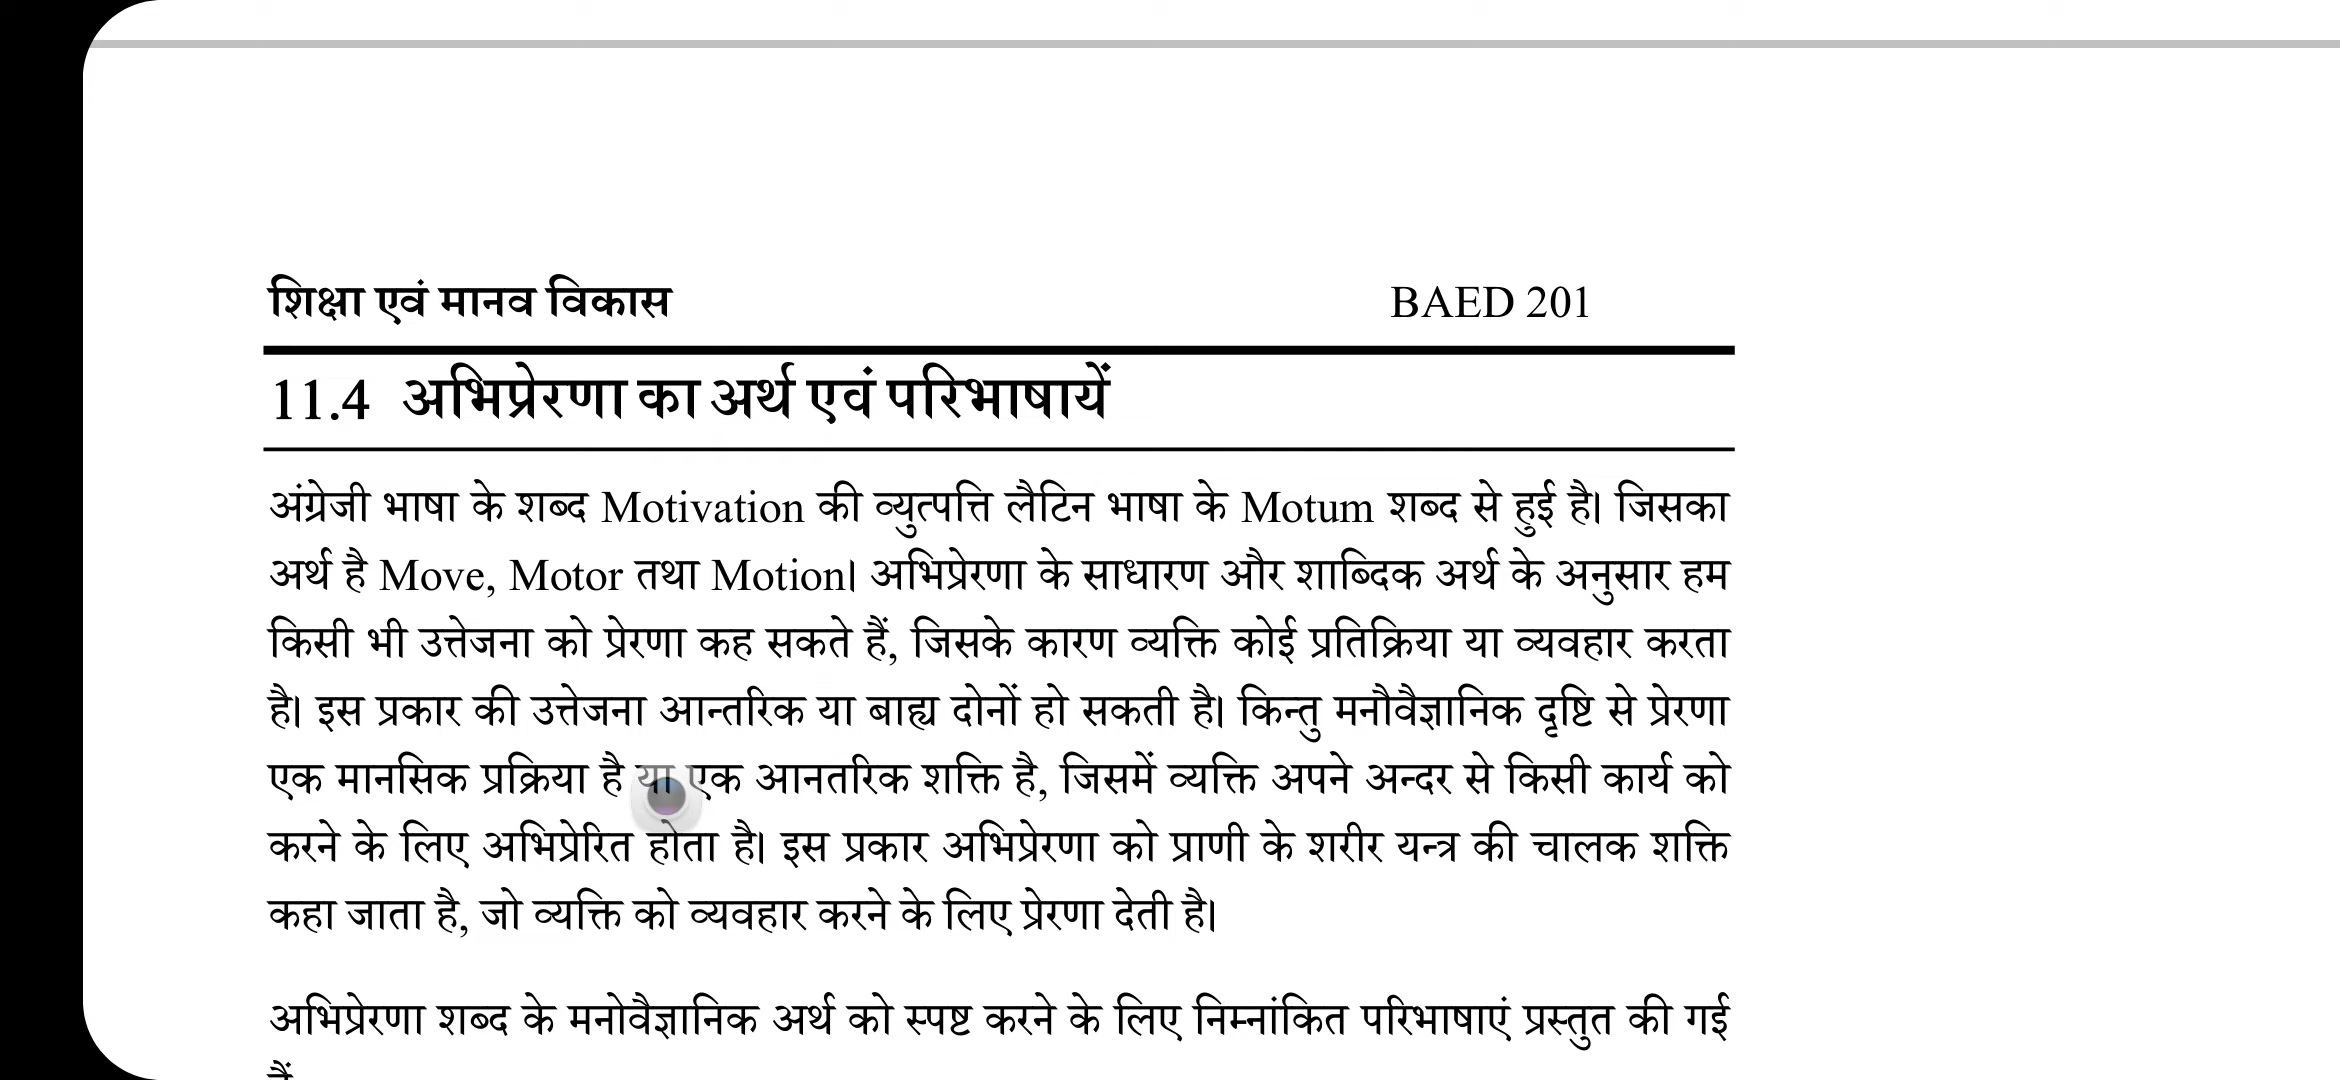 शिक्षा एवं मानव विकास BAED 201
11.4 अभिप्रेरणा का अर्थ एवं परिभाषायें
अंग्रेजी भाषा के शब्द Motivation की व्युत्पत्ति लैटिन भाषा के Motum शब्द से हुई है। जिसका
अर्थ है Move, Motor तथा Motion। अभिप्रेरणा के साधारण और शाब्दिक अर्थ के अनुसार हम
किसी भी उत्तेजना को प्रेरणा कह सकते हैं, जिसके कारण व्यक्ति कोई प्रतिक्रिया या व्यवहार करता
है। इस प्रकार की उत्तेजना आन्तरिक या बाह्य दोनों हो सकती है। किन्तु मनौवैज्ञानिक दृष्टि से प्रेरणा
एक मानसिक प्रक्रिया है या एक आनतरिक शक्ति है, जिसमें व्यक्ति अपने अन्दर से किसी कार्य को
करने के लिए अभिप्रेरित होता है। इस प्रकार अभिप्रेरणा को प्राणी के शरीर यन्त्र की चालक शक्ति
कहा जाता है, जो व्यक्ति को व्यवहार करने के लिए प्रेरणा देती है।
अभिप्रेरणा शब्द के मनोवैज्ञानिक अर्थ को स्पष्ट करने के लिए निम्नांकित परिभाषाएं प्रस्तुत की गई